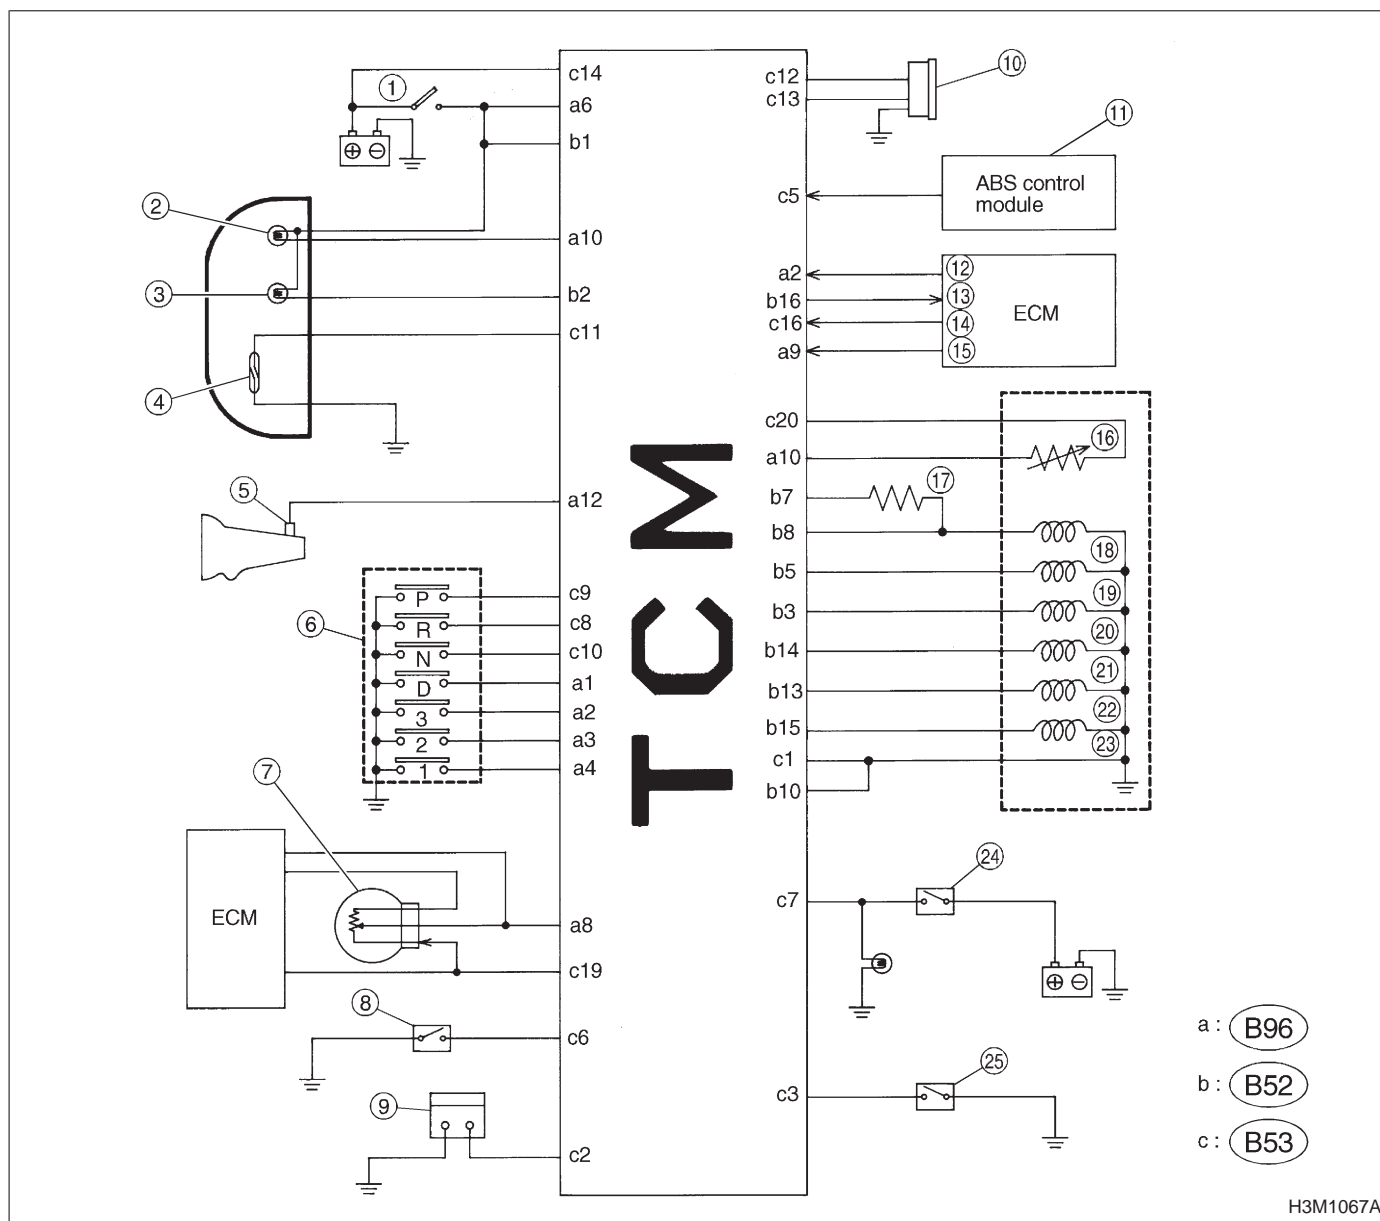 c14
①
a6
b1
②
a10
③
b2
c11
④
⑤
a12
⑥
P
c9
R
c8
N
c10
D
a1
3
a2
2
a3
1
a4
⑦
ECM
a8
c19
⑧
c6
⑨
c2
TCM
c12
c13
⑩
⑪
ABS control
module
c5
a2
⑫
b16
⑬
c16
⑭
a9
⑮
ECM
c20
a10
⑯
b7
⑰
b8
⑱
b5
⑲
b3
⑳
b14
㉑
b13
㉒
b15
㉓
c1
b10
㉔
c7
㉕
c3
a : B96
b : B52
c : B53
H3M1067A